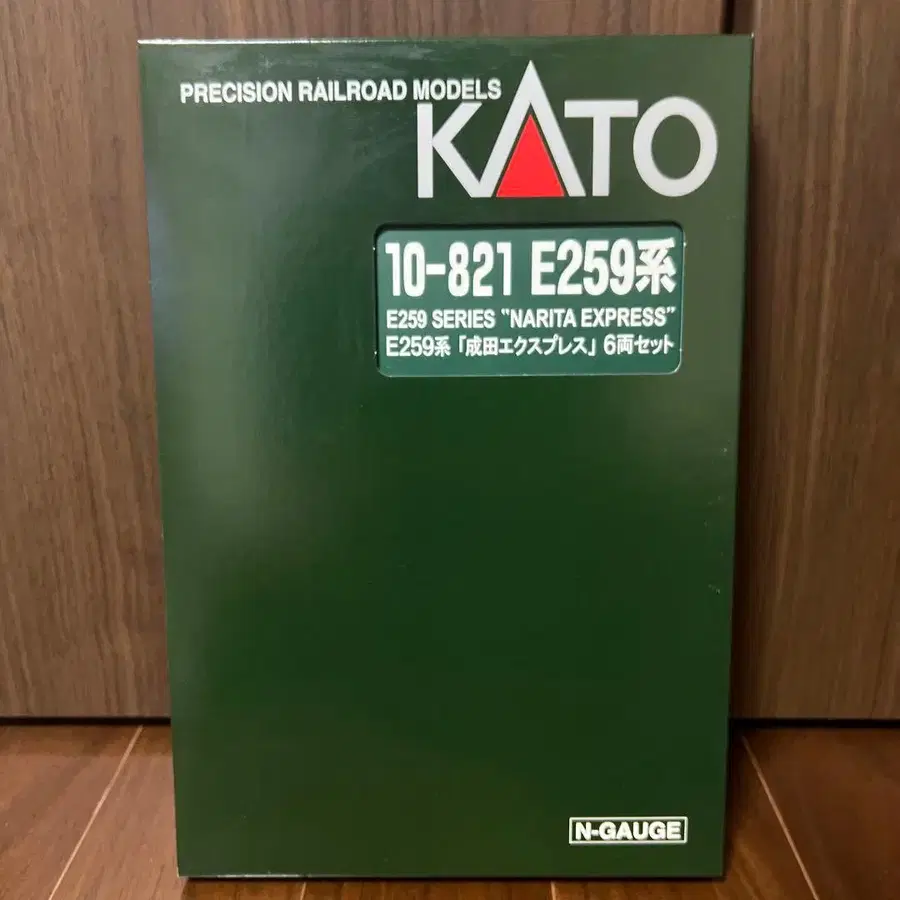 PRECISION RAILROAD MODELS
KATO
10-821 E259系
E259 SERIES "NARITA EXPRESS"
E259系「成田エクスプレス」6両セット
N-GAUGE